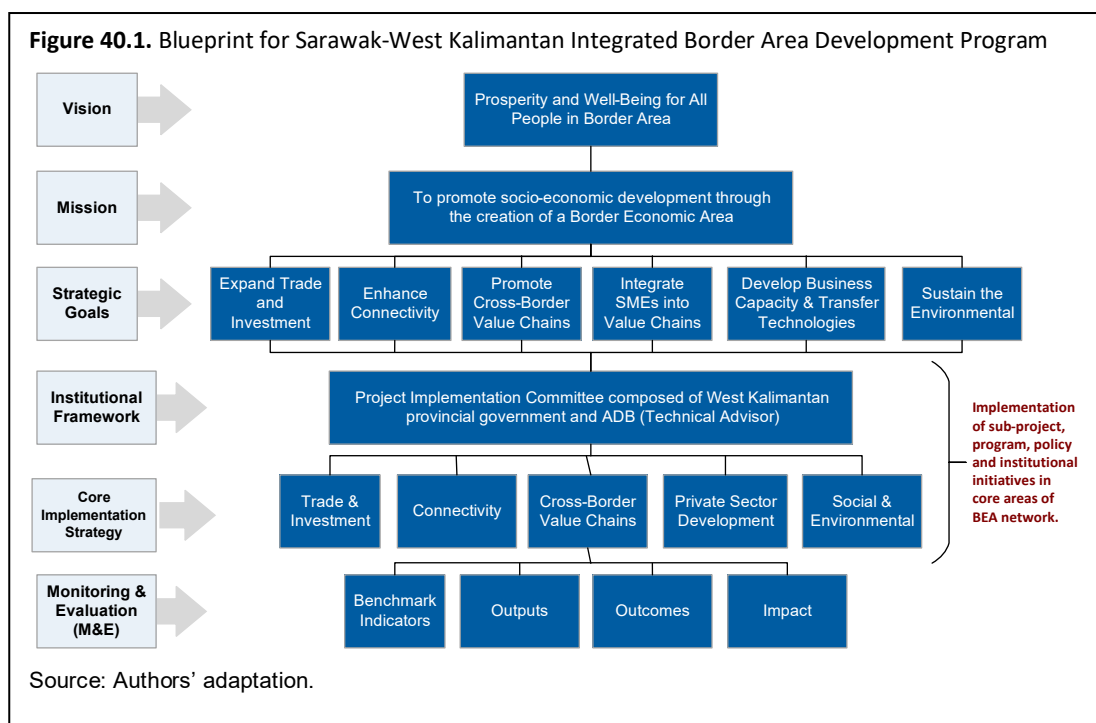 Figure 40.1. Blueprint for Sarawak-West Kalimantan Integrated Border Area Development Program
Vision
Prosperity and Well-Being for All
People in Border Area
Mission
To promote socio-economic development through
the creation of a Border Economic Area
Strategic
Goals
Expand Trade
and
Investment
Enhance
Connectivity
Promote
Cross-Border
Value Chains
Integrate
SMEs into
Value Chains
Develop Business
Capacity & Transfer
Technologies
Sustain the
Environmental
Institutional
Framework
Project Implementation Committee composed of West Kalimantan
provincial government and ADB (Technical Advisor)
Implementation
of sub-project,
program, policy
and institutional
initiatives in
core areas of
BEA network.
Core
Implementation
Strategy
Trade &
Investment
Connectivity
Cross-Border
Value Chains
Private Sector
Development
Social &
Environmental
Monitoring &
Evaluation
(M&E)
Benchmark
Indicators
Outputs
Outcomes
Impact
Source: Authors' adaptation.